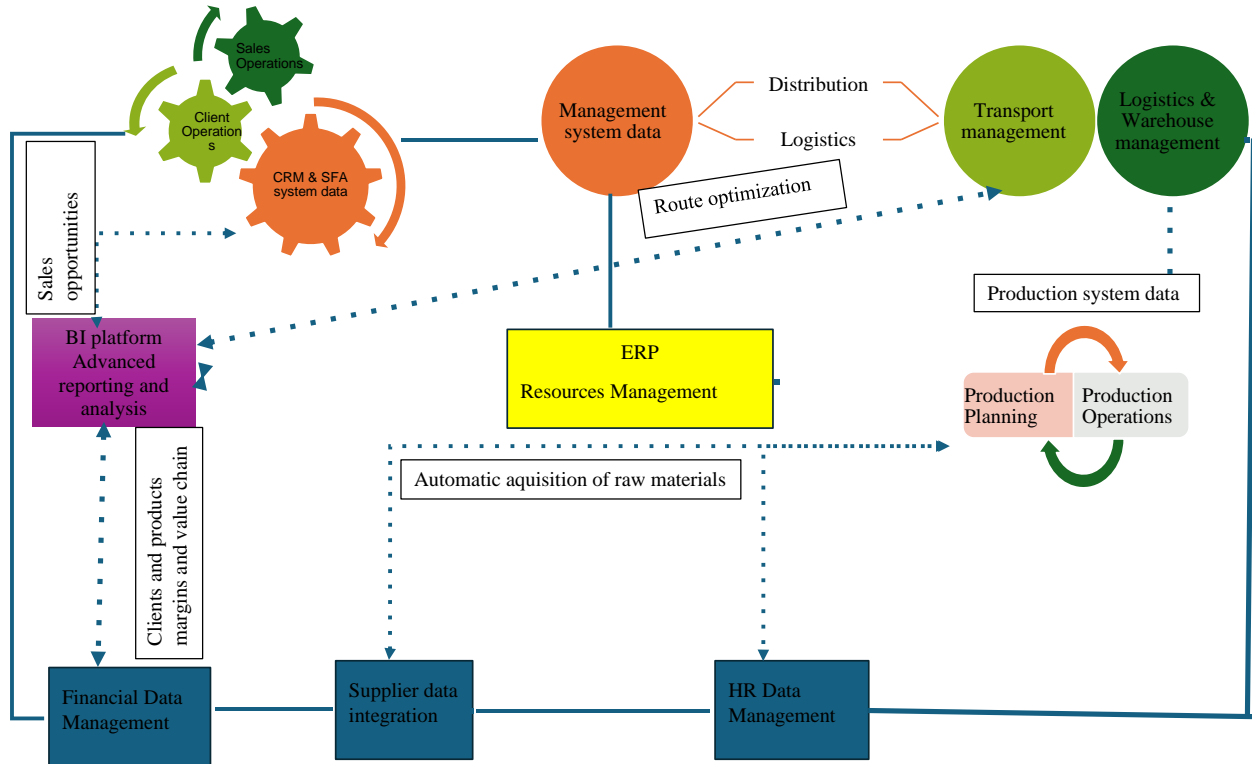 Sales
Operations
Client
Operation
s
CRM & SFA
system data
Management
system data
Distribution
Logistics
Transport
management
Logistics &
Warehouse
management
Route optimization
Sales
opportunities
Production system data
BI platform
Advanced
reporting and
analysis
ERP
Resources Management
Production
Planning
Production
Operations
Automatic aquisition of raw materials
Clients and products
margins and value chain
Financial Data
Management
Supplier data
integration
HR Data
Management